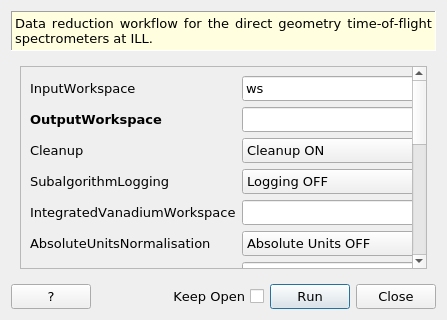 Data reduction workflow for the direct geometry time-of-flight
spectrometers at ILL.
InputWorkspace ws
OutputWorkspace
Cleanup Cleanup ON
SubalgorithmLogging Logging OFF
IntegratedVanadiumWorkspace
AbsoluteUnitsNormalisation Absolute Units OFF
? Keep Open Run Close